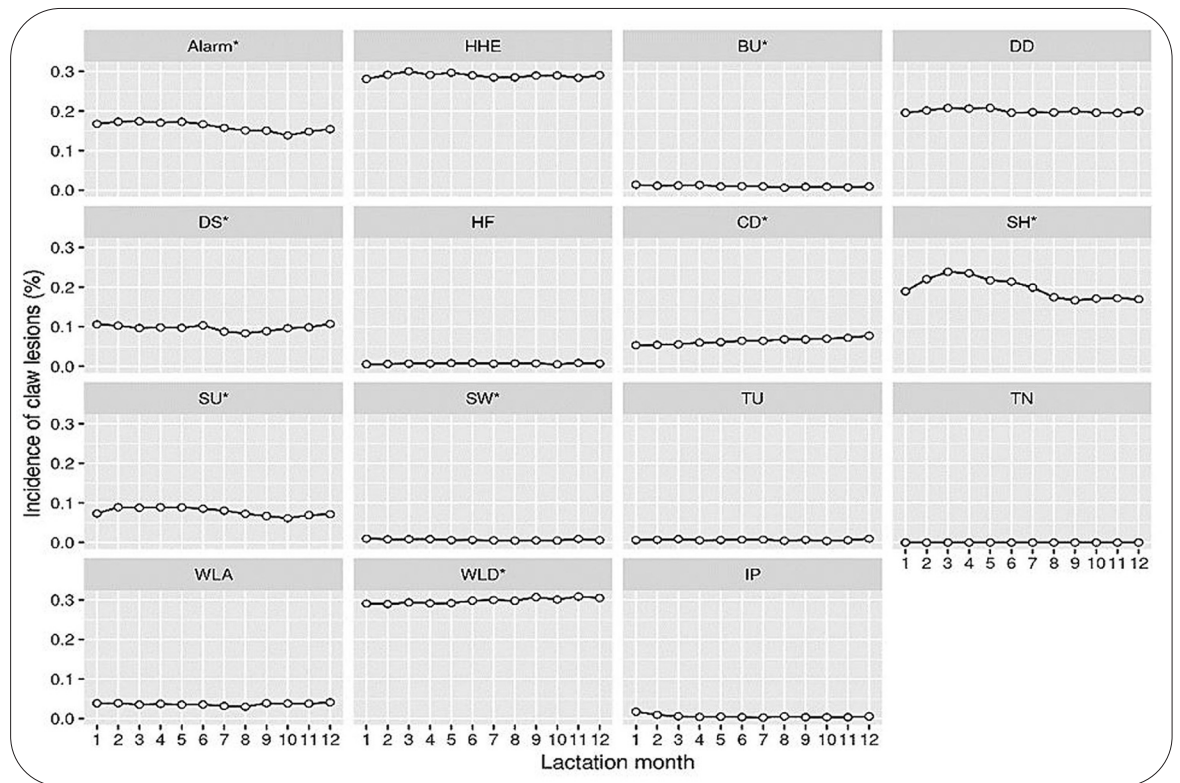 Alarm* HHE BU* DD
0.3
0.2
0.1
0.0
DS* HF CD* SH*
0.3
0.2
0.1
0.0
SU* SW* TU TN
0.3
0.2
0.1
0.0
1 2 3 4 5 6 7 8 9 10 11 12
WLA WLD* IP
0.3
0.2
0.1
0.0
1 2 3 4 5 6 7 8 9 10 11 12 1 2 3 4 5 6 7 8 9 10 11 12 1 2 3 4 5 6 7 8 9 10 11 12
Incidence of claw lesions (%)
Lactation month